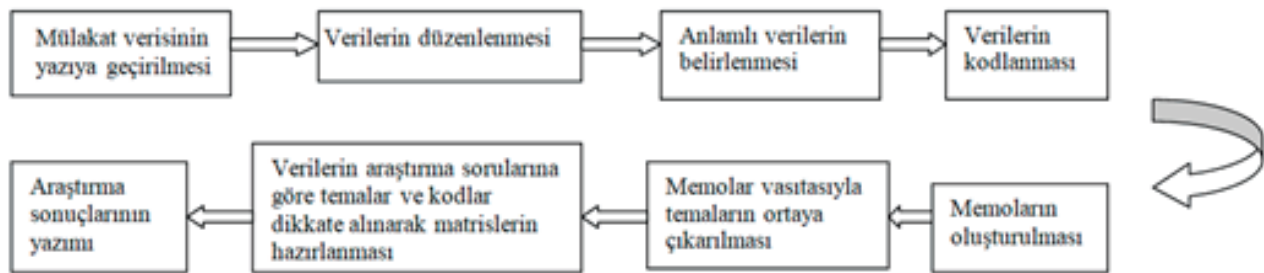 Mülakat verisinin
yazıya geçirilmesi
Verilerin düzenlenmesi
Anlamlı verilerin
belirlenmesi
Verilerin
kodlanması
Memoların
oluşturulması
Memolar vasıtasıyla
temaların ortaya
çıkarılması
Verilerin araştırma sorularına
göre temalar ve kodlar
dikkate alınarak matrislerin
hazırlanması
Araştırma
sonuçlarının
yazımı